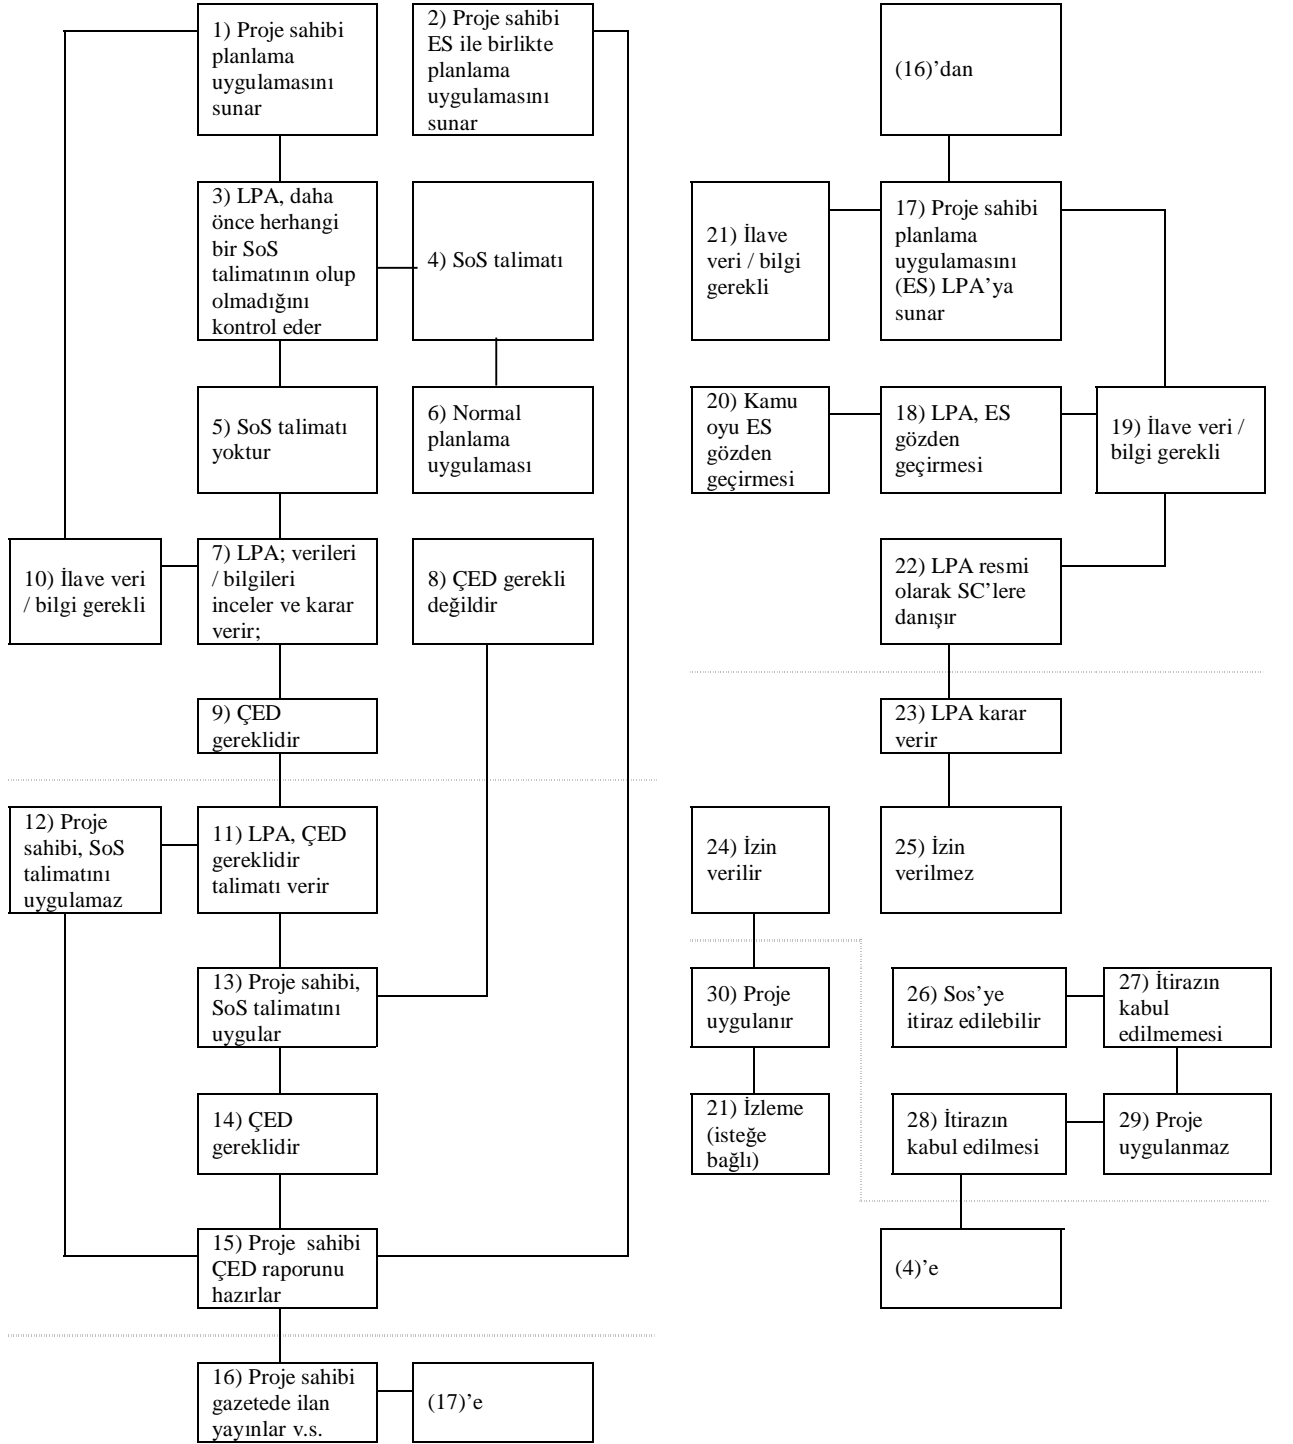 1) Proje sahibi
planlama
uygulamasını
sunar
2) Proje sahibi
ES ile birlikte
planlama
uygulamasını
sunar
3) LPA, daha
önce herhangi
bir SoS
talimatının olup
olmadığını
kontrol eder
4) SoS talimatı
5) SoS talimatı
yoktur
6) Normal
planlama
uygulaması
10) İlave veri
/ bilgi gerekli
7) LPA; verileri
/ bilgileri
inceler ve karar
verir;
8) ÇED gerekli
değildir
9) ÇED
gereklidir
12) Proje
sahibi, SoS
talimatını
uygulamaz
11) LPA, ÇED
gereklidir
talimatı verir
13) Proje sahibi,
SoS talimatını
uygular
14) ÇED
gereklidir
15) Proje sahibi
ÇED raporunu
hazırlar
16) Proje sahibi
gazetede ilan
yayınlar v.s.
(17)’e
(16)’dan
21) İlave
veri / bilgi
gerekli
17) Proje sahibi
planlama
uygulamasını
(ES) LPA’ya
sunar
20) Kamu
oyu ES
gözden
geçirmesi
18) LPA, ES
gözden
geçirmesi
19) İlave veri /
bilgi gerekli
22) LPA resmi
olarak SC’lere
danışır
23) LPA karar
verir
24) İzin
verilir
25) İzin
verilmez
30) Proje
uygulanır
26) Sos’ye
itiraz edilebilir
27) İtirazın
kabul
edilmemesi
21) İzleme
(isteğe
bağlı)
28) İtirazın
kabul edilmesi
29) Proje
uygulanmaz
(4)’e